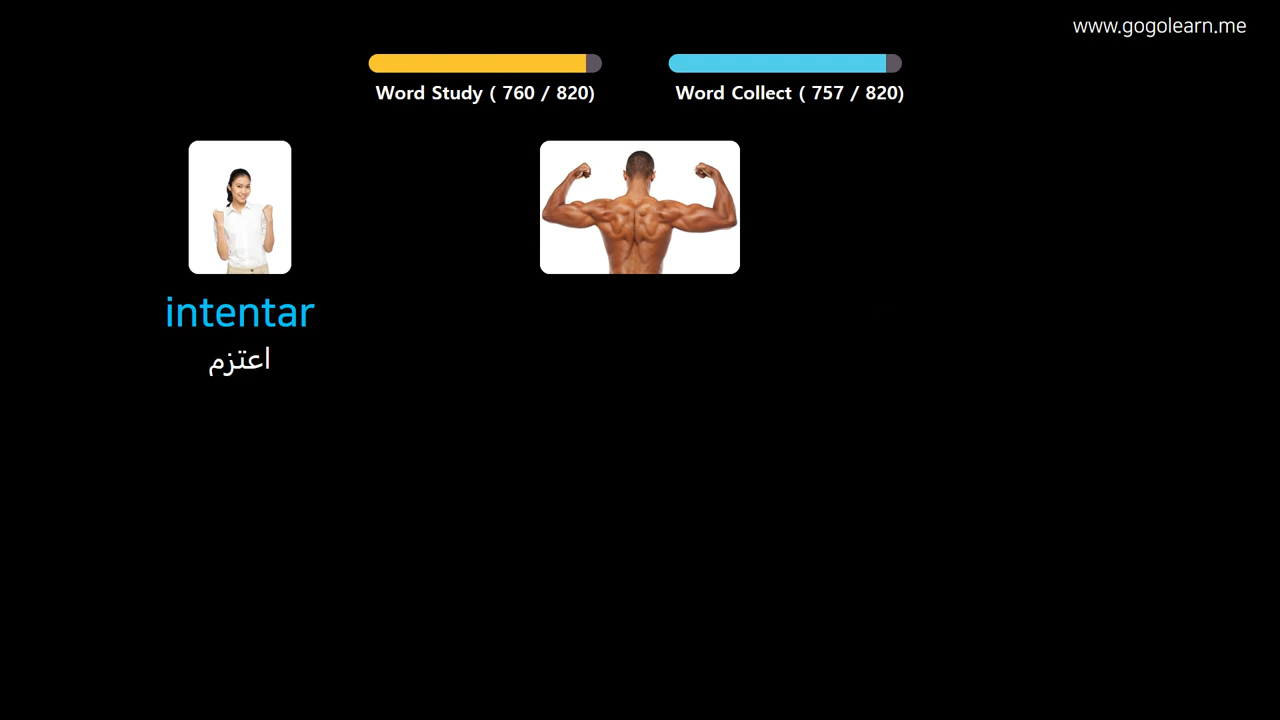 www.gogolearn.me
Word Study ( 760 / 820)
Word Collect ( 757 / 820)
intentar
اعتزم